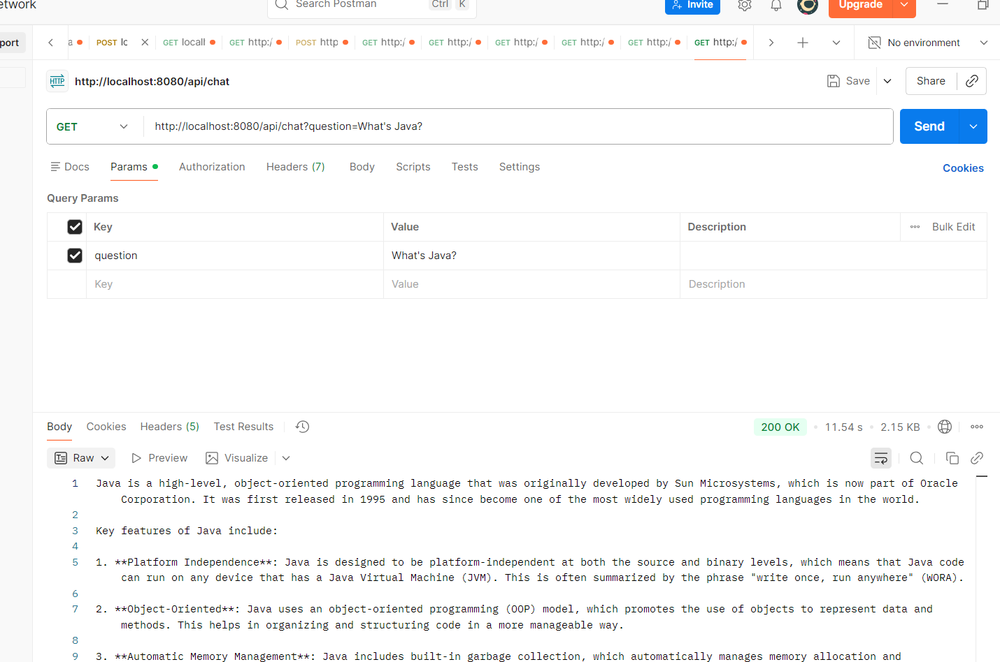 etwork
Search Postman Ctrl K
Invite
Upgrade
port
a POST lc GET locall GET http:/ POST http GET http:/ GET http:/ GET http:/ GET http:/ GET http:/ GET http:/
No environment
HTTP http://localhost:8080/api/chat
Save Share
GET http://localhost:8080/api/chat?question=What's Java?
Send
Docs Params Authorization Headers (7) Body Scripts Tests Settings Cookies
Query Params
Key Value Description Bulk Edit
question What's Java?
Key Value Description
Body Cookies Headers (5) Test Results 200 OK 11.54 s 2.15 KB
Raw Preview Visualize
1 Java is a high-level, object-oriented programming language that was originally developed by Sun Microsystems, which is now part of Oracle
Corporation. It was first released in 1995 and has since become one of the most widely used programming languages in the world.
2
3 Key features of Java include:
4
5 1. **Platform Independence**: Java is designed to be platform-independent at both the source and binary levels, which means that Java code
can run on any device that has a Java Virtual Machine (JVM). This is often summarized by the phrase "write once, run anywhere" (WORA).
6
7 2. **Object-Oriented**: Java uses an object-oriented programming (OOP) model, which promotes the use of objects to represent data and
methods. This helps in organizing and structuring code in a more manageable way.
8
9 3. **Automatic Memory Management**: Java includes built-in garbage collection, which automatically manages memory allocation and